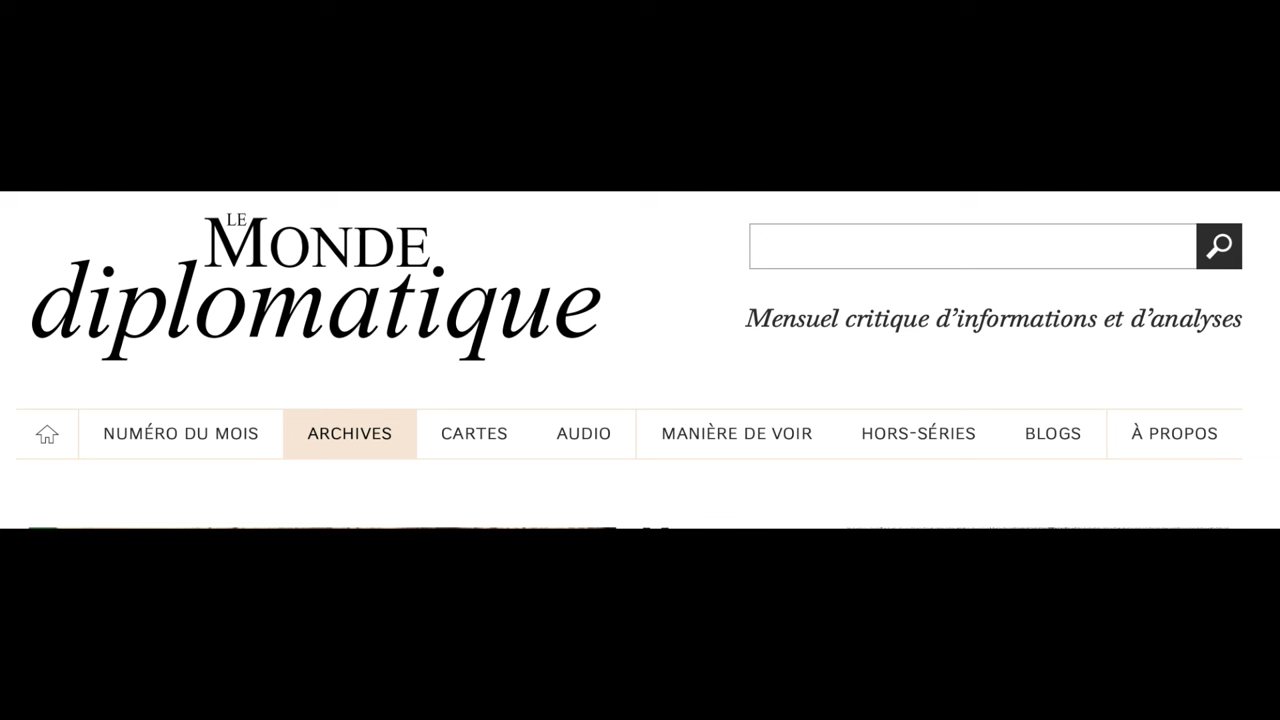 LE MONDE
diplomatique
Mensuel critique d’informations et d’analyses
NUMÉRO DU MOIS ARCHIVES CARTES AUDIO MANIÈRE DE VOIR HORS-SÉRIES BLOGS À PROPOS